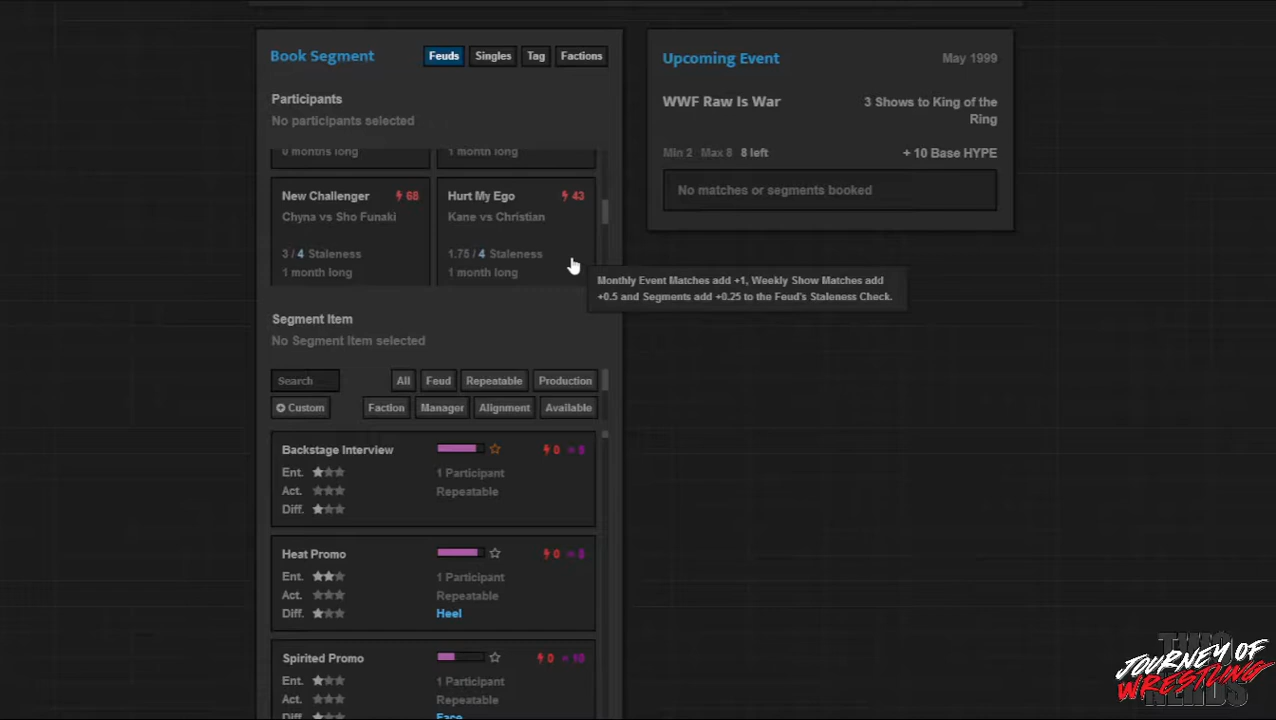 Book Segment
Feuds
Singles
Tag
Factions
Participants
No participants selected
0 months long
1 month long
New Challenger
68
Chyna vs Sho Funaki
3 / 4 Staleness
1 month long
Hurt My Ego
43
Kane vs Christian
1.75 / 4 Staleness
1 month long
Monthly Event Matches add +1, Weekly Show Matches add
+0.5 and Segments add +0.25 to the Feud's Staleness Check.
Segment Item
No Segment Item selected
Search
All
Feud
Repeatable
Production
Custom
Faction
Manager
Alignment
Available
Backstage Interview
0
Ent.
1 Participant
Act.
Repeatable
Diff.
Heat Promo
0
Ent.
1 Participant
Act.
Repeatable
Diff.
Heel
Spirited Promo
0
10
Ent.
1 Participant
Act.
Repeatable
Diff.
Face
Upcoming Event
May 1999
WWF Raw Is War
3 Shows to King of the
Ring
Min 2 Max 8 8 left
+ 10 Base HYPE
No matches or segments booked
JOURNEY OF
WRESTLING